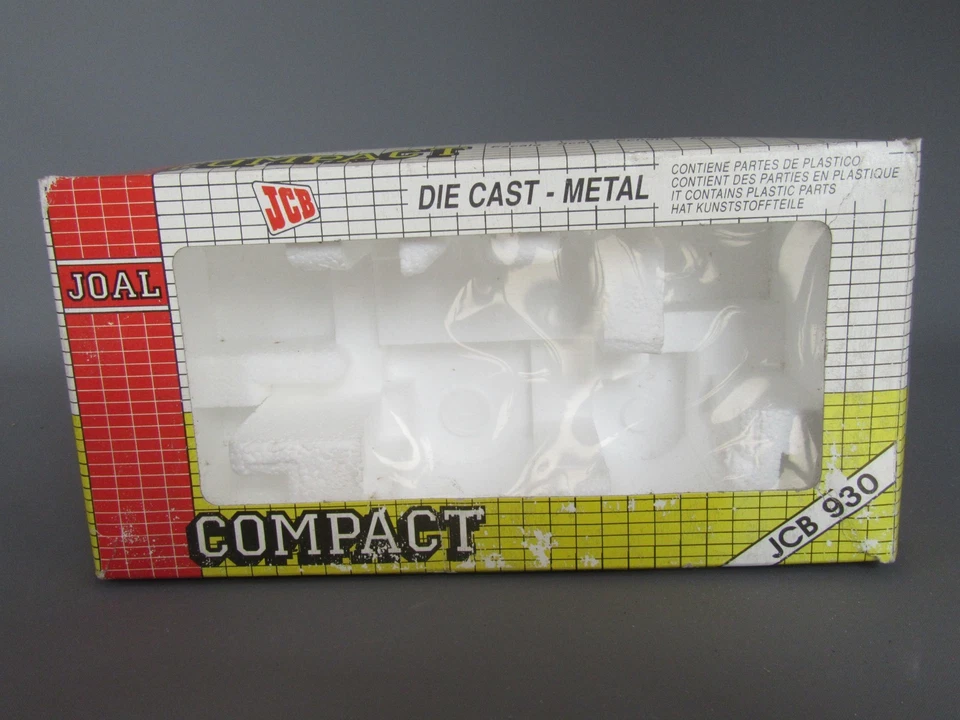 JCB
DIE CAST - METAL
CONTIENE PARTES DE PLASTICO
CONTIENT DES PARTIES EN PLASTIQUE
IT CONTAINS PLASTIC PARTS
HAT KUNSTSTOFFTEILE
JOAL
COMPACT
JCB 930